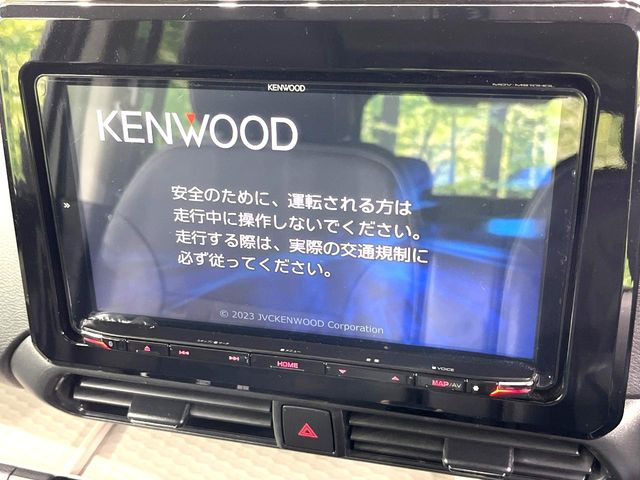 KENWOOD
KENWOOD
安全のために、運転される方は
走行中に操作しないでください。
走行する際は、実際の交通規制に
必ず従ってください。
© 2023 JVCKENWOOD Corporation
VOICE
HOME
MAP/AV